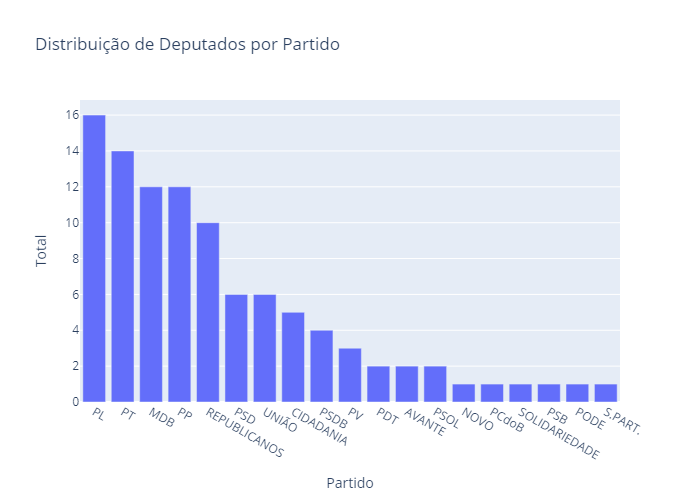 Distribuição de Deputados por Partido
Total
16
14
12
10
8
6
4
2
0
PL
PT
MDB
PP
REPUBLICANOS
PSD
UNIÃO
CIDADANIA
PSDB
PV
PDT
AVANTE
PSOL
NOVO
PCdoB
SOLIDARIEDADE
PSB
PODE
S.PART.
Partido